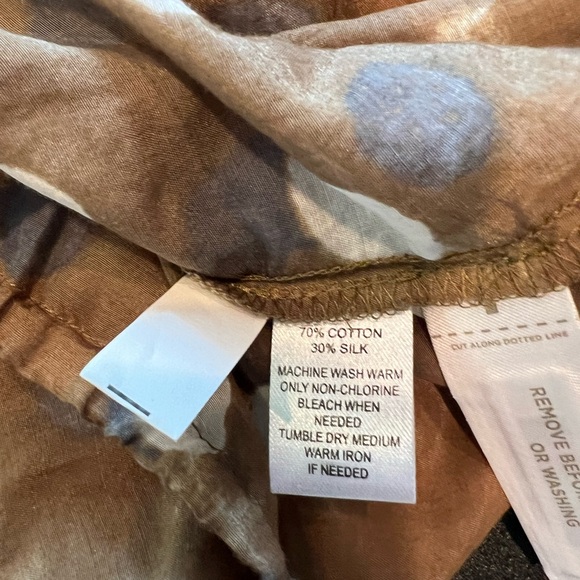 70% COTTON
30% SILK
MACHINE WASH WARM
ONLY NON-CHLORINE
BLEACH WHEN
NEEDED
TUMBLE DRY MEDIUM
WARM IRON
IF NEEDED
CUT ALONG DOTTED LINE
REMOVE
OR WASHING